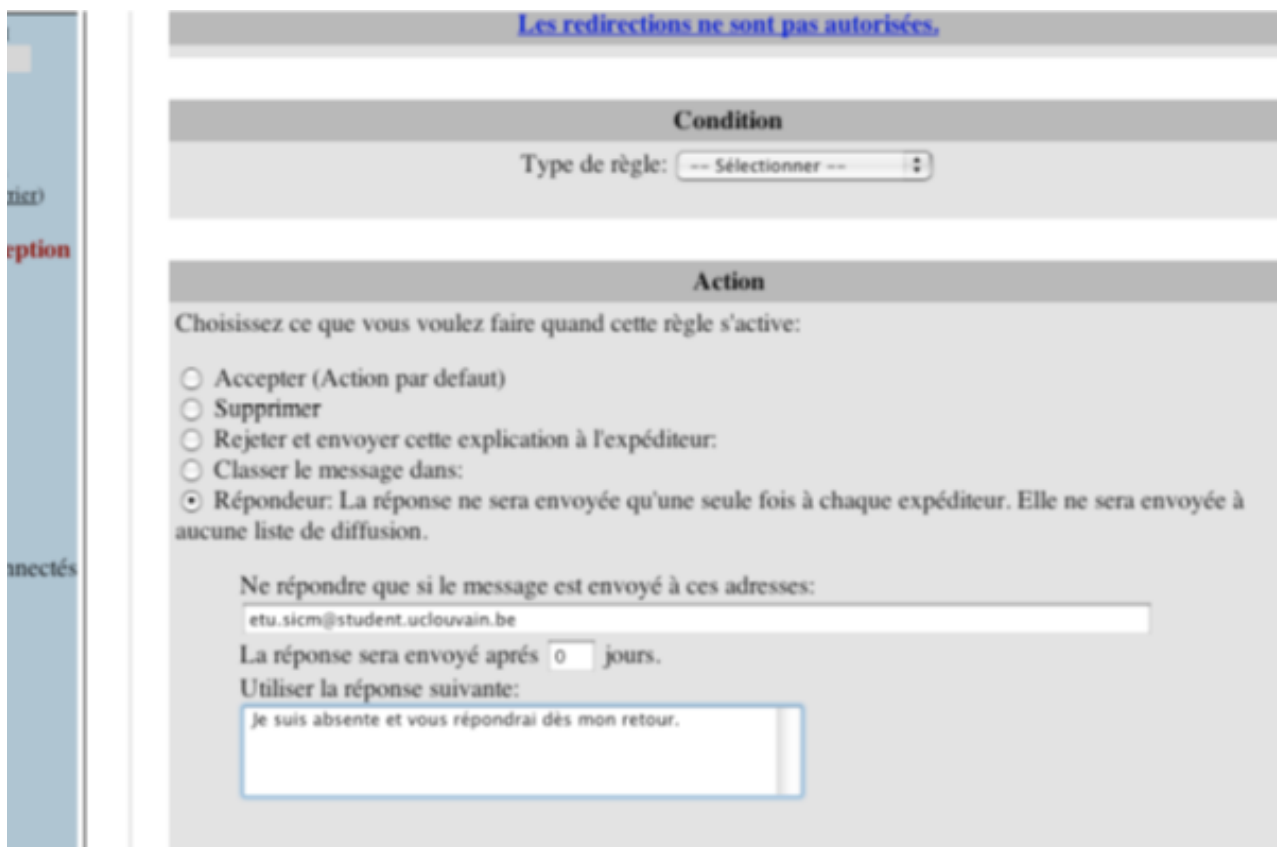 Les redirections ne sont pas autorisées.
Condition
Type de règle: -- Sélectionner --
rier)
eption
Action
Choisissez ce que vous voulez faire quand cette règle s'active:
Accepter (Action par defaut)
Supprimer
Rejeter et envoyer cette explication à l'expéditeur:
Classer le message dans:
Répondeur: La réponse ne sera envoyée qu'une seule fois à chaque expéditeur. Elle ne sera envoyée à
aucune liste de diffusion.
nnectés
Ne répondre que si le message est envoyé à ces adresses:
etu.sicm@student.uclouvain.be
La réponse sera envoyé aprés 0 jours.
Utiliser la réponse suivante:
Je suis absente et vous répondrai dès mon retour.